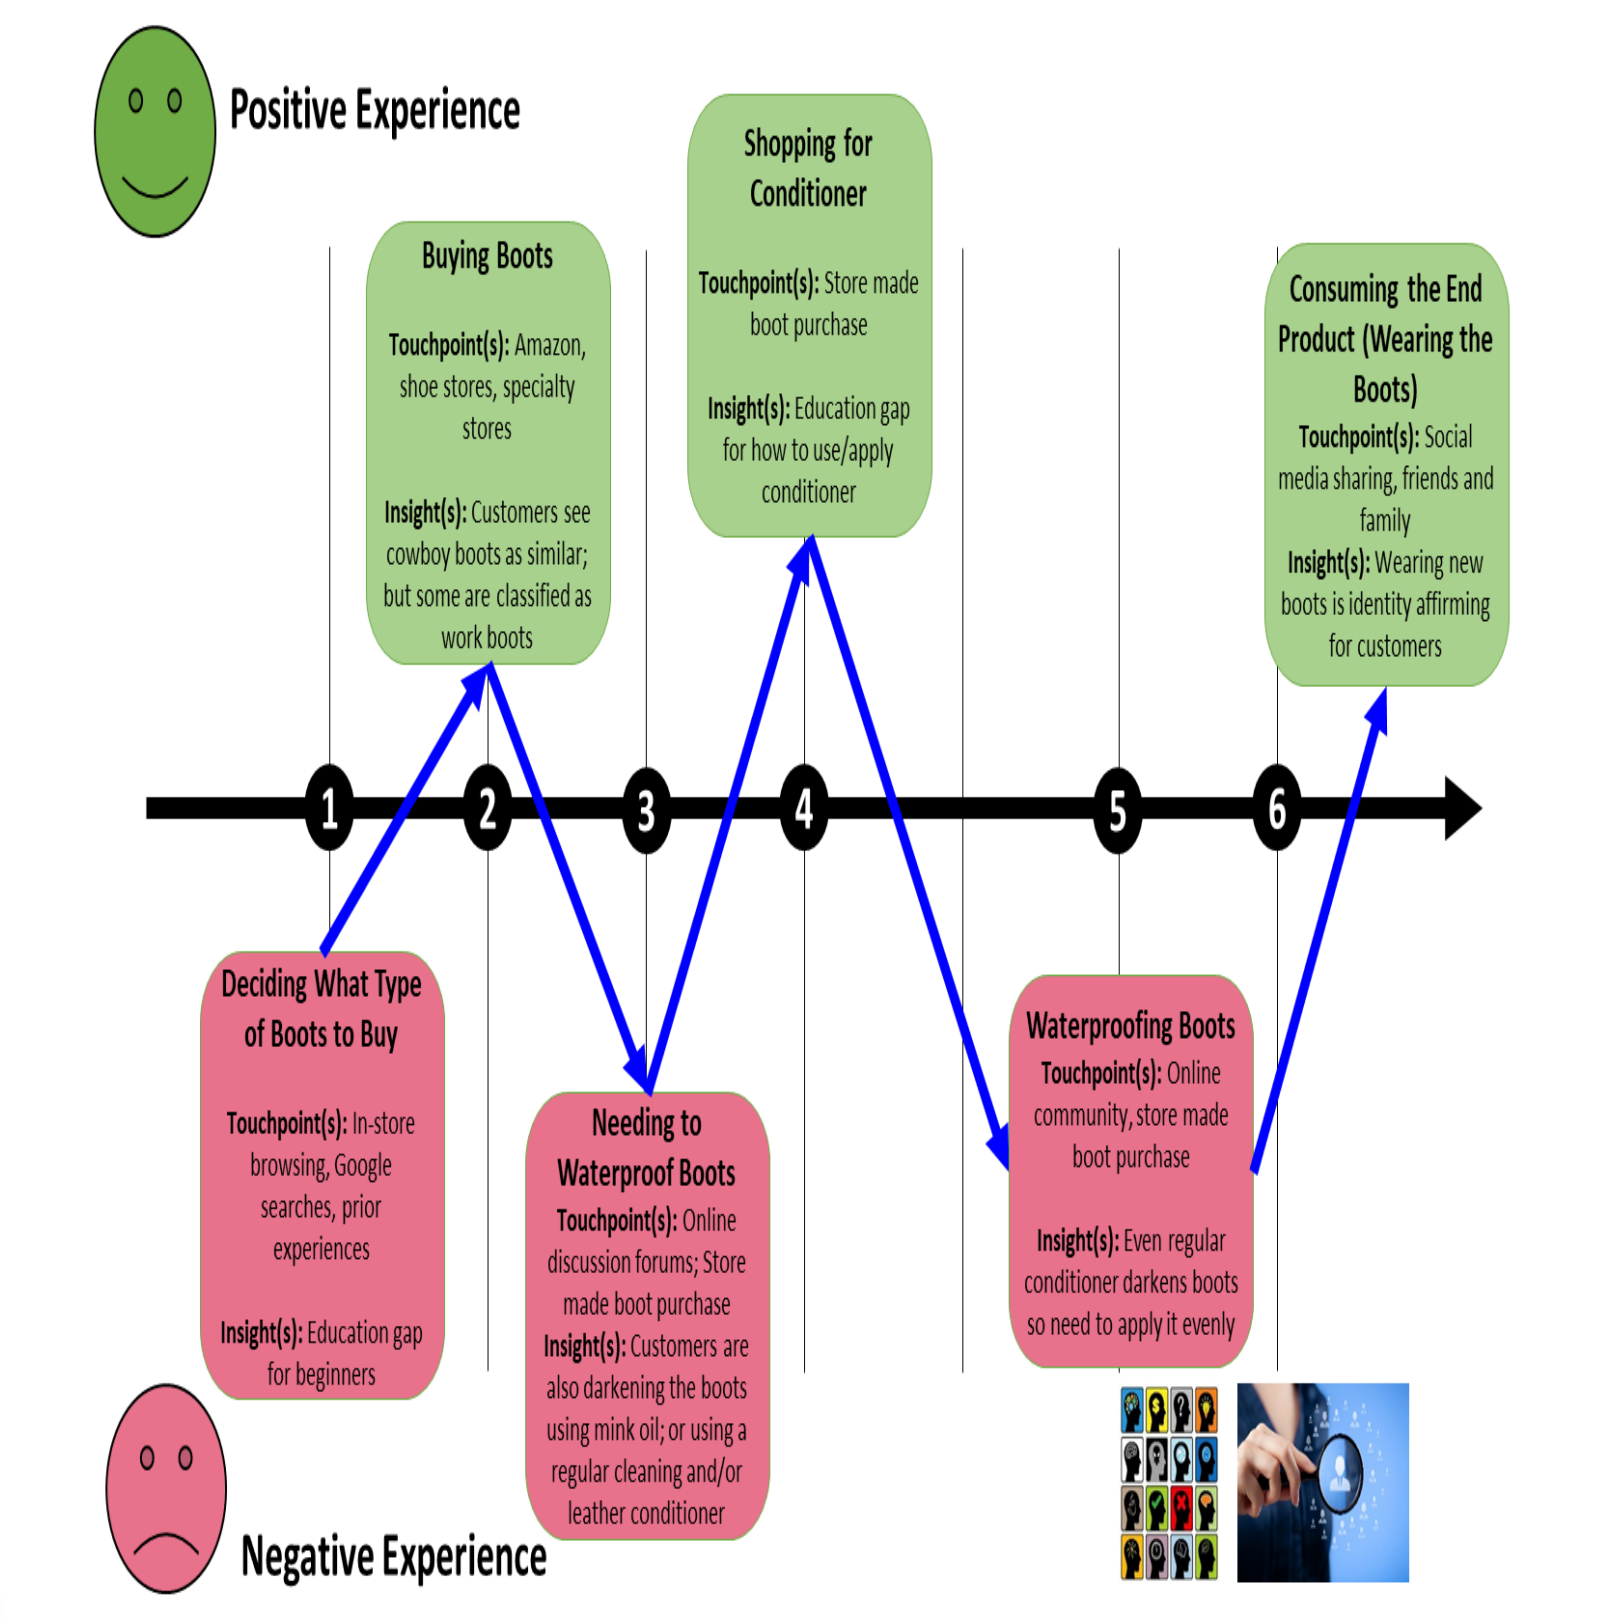 Positive Experience
Shopping for
Conditioner
Touchpoint(s): Store made
boot purchase
Insight(s): Education gap
for how to use/apply
conditioner
Buying Boots
Touchpoint(s): Amazon,
shoe stores, specialty
stores
Insight(s): Customers see
cowboy boots as similar;
but some are classified as
work boots
Consuming the End
Product (Wearing the
Boots)
Touchpoint(s): Social
media sharing, friends and
family
Insight(s): Wearing new
boots is identity affirming
for customers
1
2
3
4
5
6
Deciding What Type
of Boots to Buy
Touchpoint(s): In-store
browsing, Google
searches, prior
experiences
Insight(s): Education gap
for beginners
Needing to
Waterproof Boots
Touchpoint(s): Online
discussion forums; Store
made boot purchase
Insight(s): Customers are
also darkening the boots
using mink oil; or using a
regular cleaning and/or
leather conditioner
Waterproofing Boots
Touchpoint(s): Online
community, store made
boot purchase
Insight(s): Even regular
conditioner darkens boots
so need to apply it evenly
Negative Experience